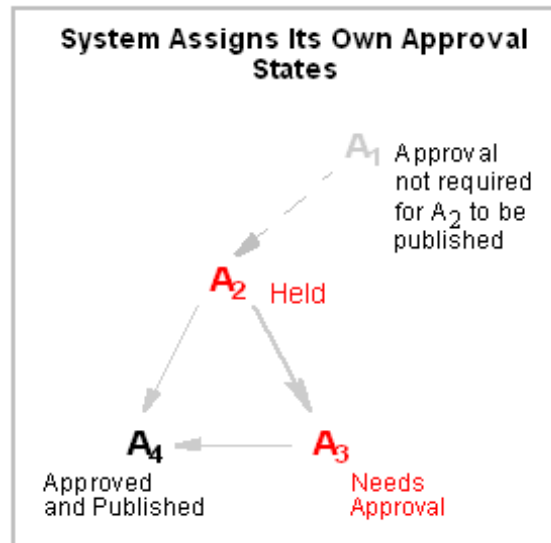 System Assigns Its Own Approval
States
A1
Approval
not required
for A2 to be
published
A2
Held
A4
A3
Approved
and Published
Needs
Approval